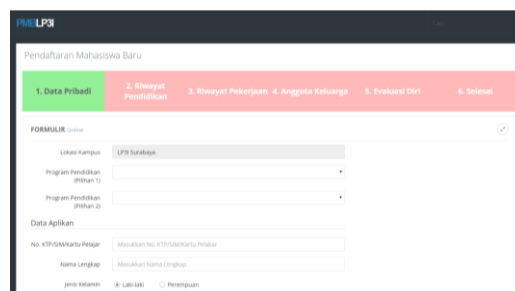 PMBLP3I
Cari
Pendaftaran Mahasiswa Baru
1. Data Pribadi
2. Riwayat Pendidikan
3. Riwayat Pekerjaan
4. Anggota Keluarga
5. Evaluasi Diri
6. Selesai
FORMULIR Online
Lokasi Kampus
LP3I Surabaya
Program Pendidikan (Pilihan 1)
Program Pendidikan (Pilihan 2)
Data Aplikan
No. KTP/SIM/Kartu Pelajar
Masukkan No. KTP/SIM/Kartu Pelakar
Nama Lengkap
Masukkan Nama Lengkap
Jenis Kelamin
Laki-laki
Perempuan